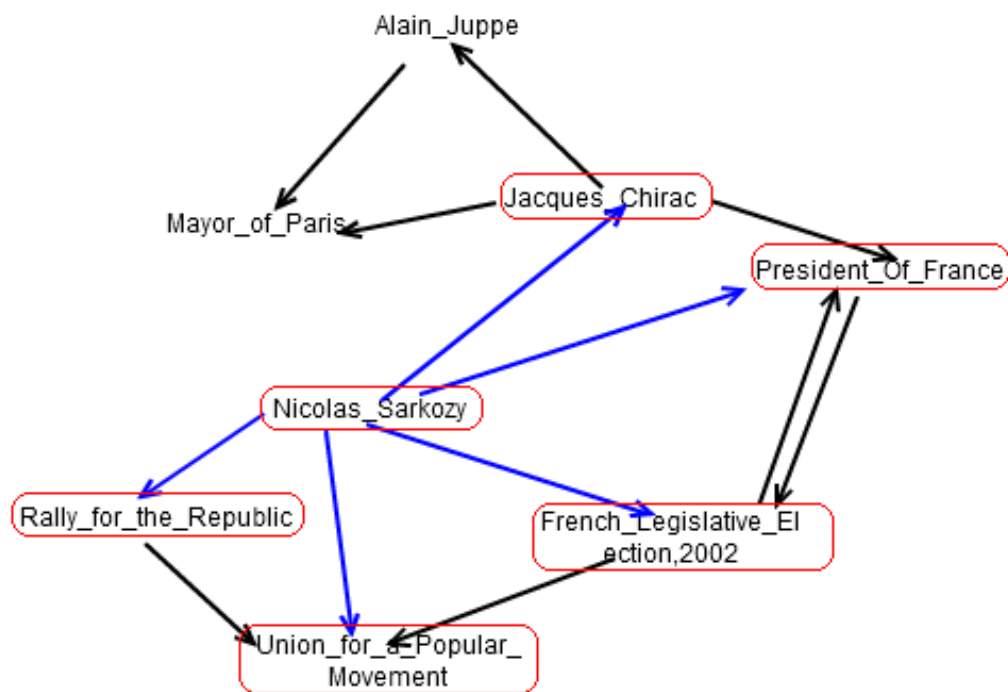 Alain_Juppe
Jacques_Chirac
Mayor_of_Paris
President_Of_France
Nicolas_Sarkozy
Rally_for_the_Republic
French_Legislative_El
ection,2002
Union_for_a_Popular_
Movement